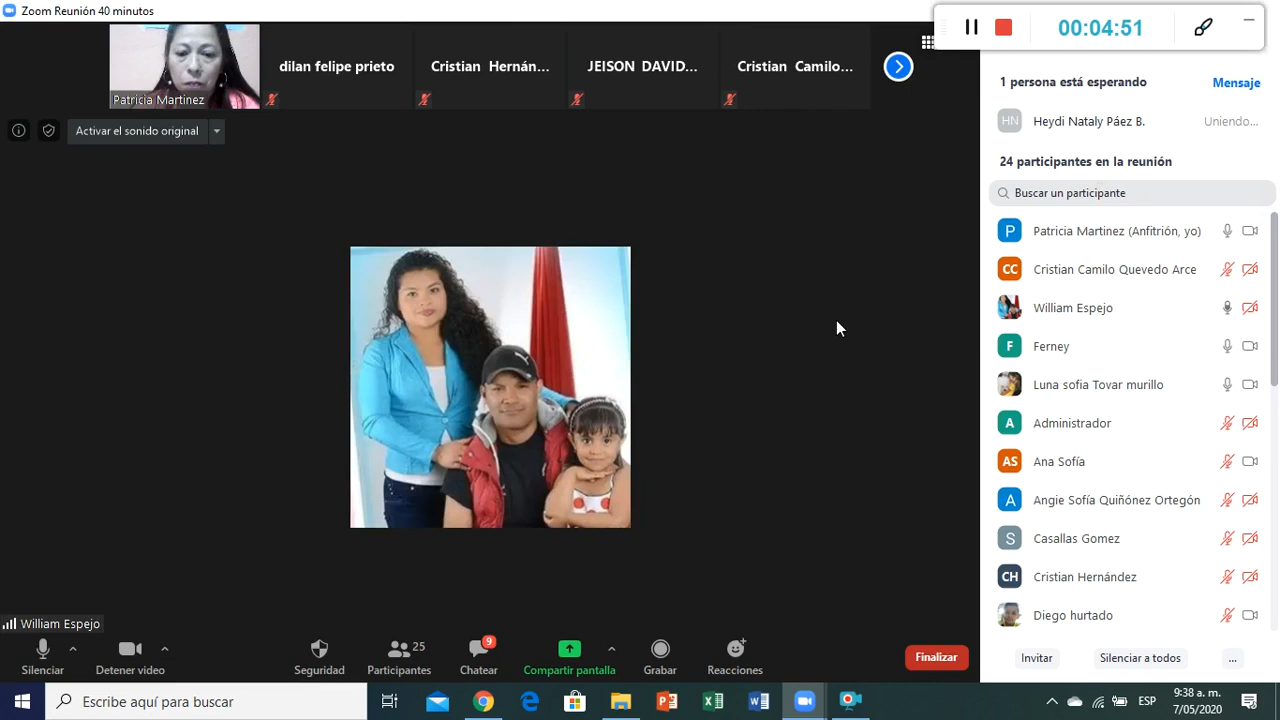 Zoom Reunión 40 minutos
00:04:51
Patricia Martinez
dilan felipe prieto
Cristian Hernán...
JEISON DAVID...
Cristian Camilo...
Activar el sonido original
1 persona está esperando
Mensaje
HN
Heydi Nataly Páez B.
Uniendo...
24 participantes en la reunión
Buscar un participante
P
Patricia Martinez (Anfitrión, yo)
CC
Cristian Camilo Quevedo Arce
William Espejo
F
Ferney
Luna sofia Tovar murillo
A
Administrador
AS
Ana Sofía
A
Angie Sofía Quiñónez Ortegón
S
Casallas Gomez
CH
Cristian Hernández
Diego hurtado
William Espejo
Silenciar
Detener video
Seguridad
25
Participantes
9
Chatear
Compartir pantalla
Grabar
Reacciones
Finalizar
Invitar
Silenciar a todos
...
Escribe aquí para buscar
ESP
9:38 a. m.
7/05/2020